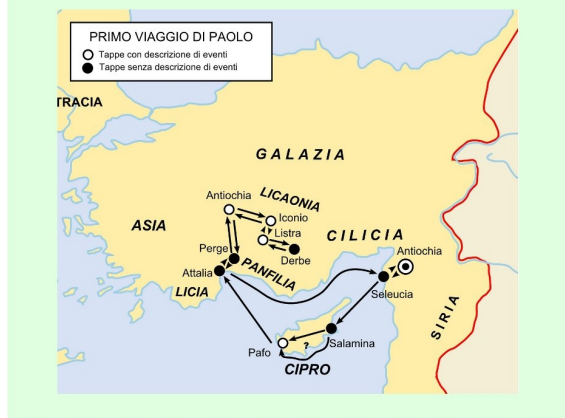 PRIMO VIAGGIO DI PAOLO
Tappe con descrizione di eventi
Tappe senza descrizione di eventi
TRACIA
GALAZIA
Antiochia
LICAONIA
Iconio
ASIA
Listra
CILICIA
Perge
Derbe
Antiochia
Attalia
PANFILIA
LICIA
Seleucia
SIRIA
Pafo
?
Salamina
CIPRO